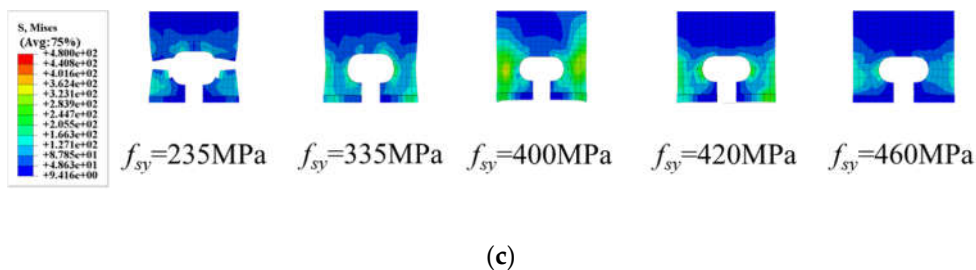 S, Mises
(Avg:75%)
+4.800e+02
+4.408e+02
+4.016e+02
+3.624e+02
+3.231e+02
+2.839e+02
+2.447e+02
+2.055e+02
+1.663e+02
+1.271e+02
+8.785e+01
+4.863e+01
+9.416e+00
fsy=235MPa
fsy=335MPa
fsy=400MPa
fsy=420MPa
fsy=460MPa
(c)